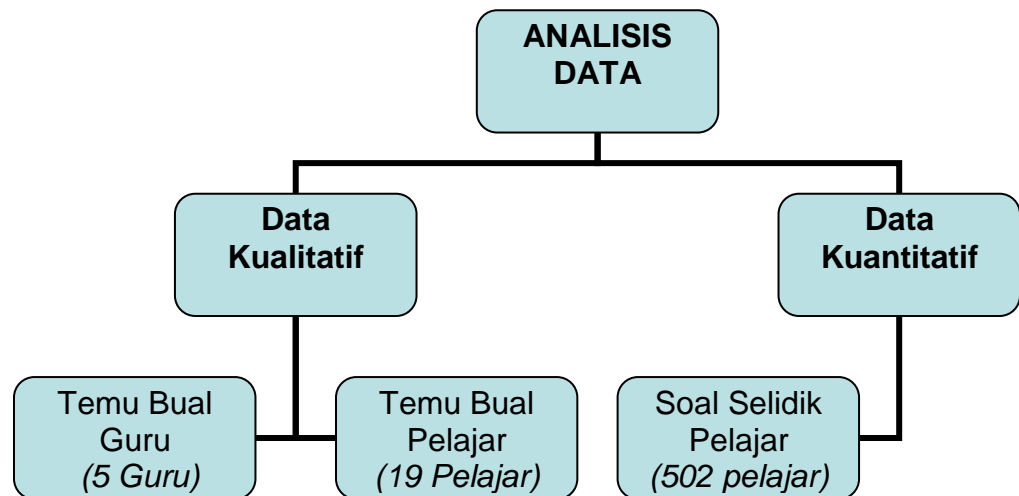 ANALISIS
DATA
Data
Kualitatif
Data
Kuantitatif
Temu Bual
Guru
(5 Guru)
Temu Bual
Pelajar
(19 Pelajar)
Soal Selidik
Pelajar
(502 pelajar)